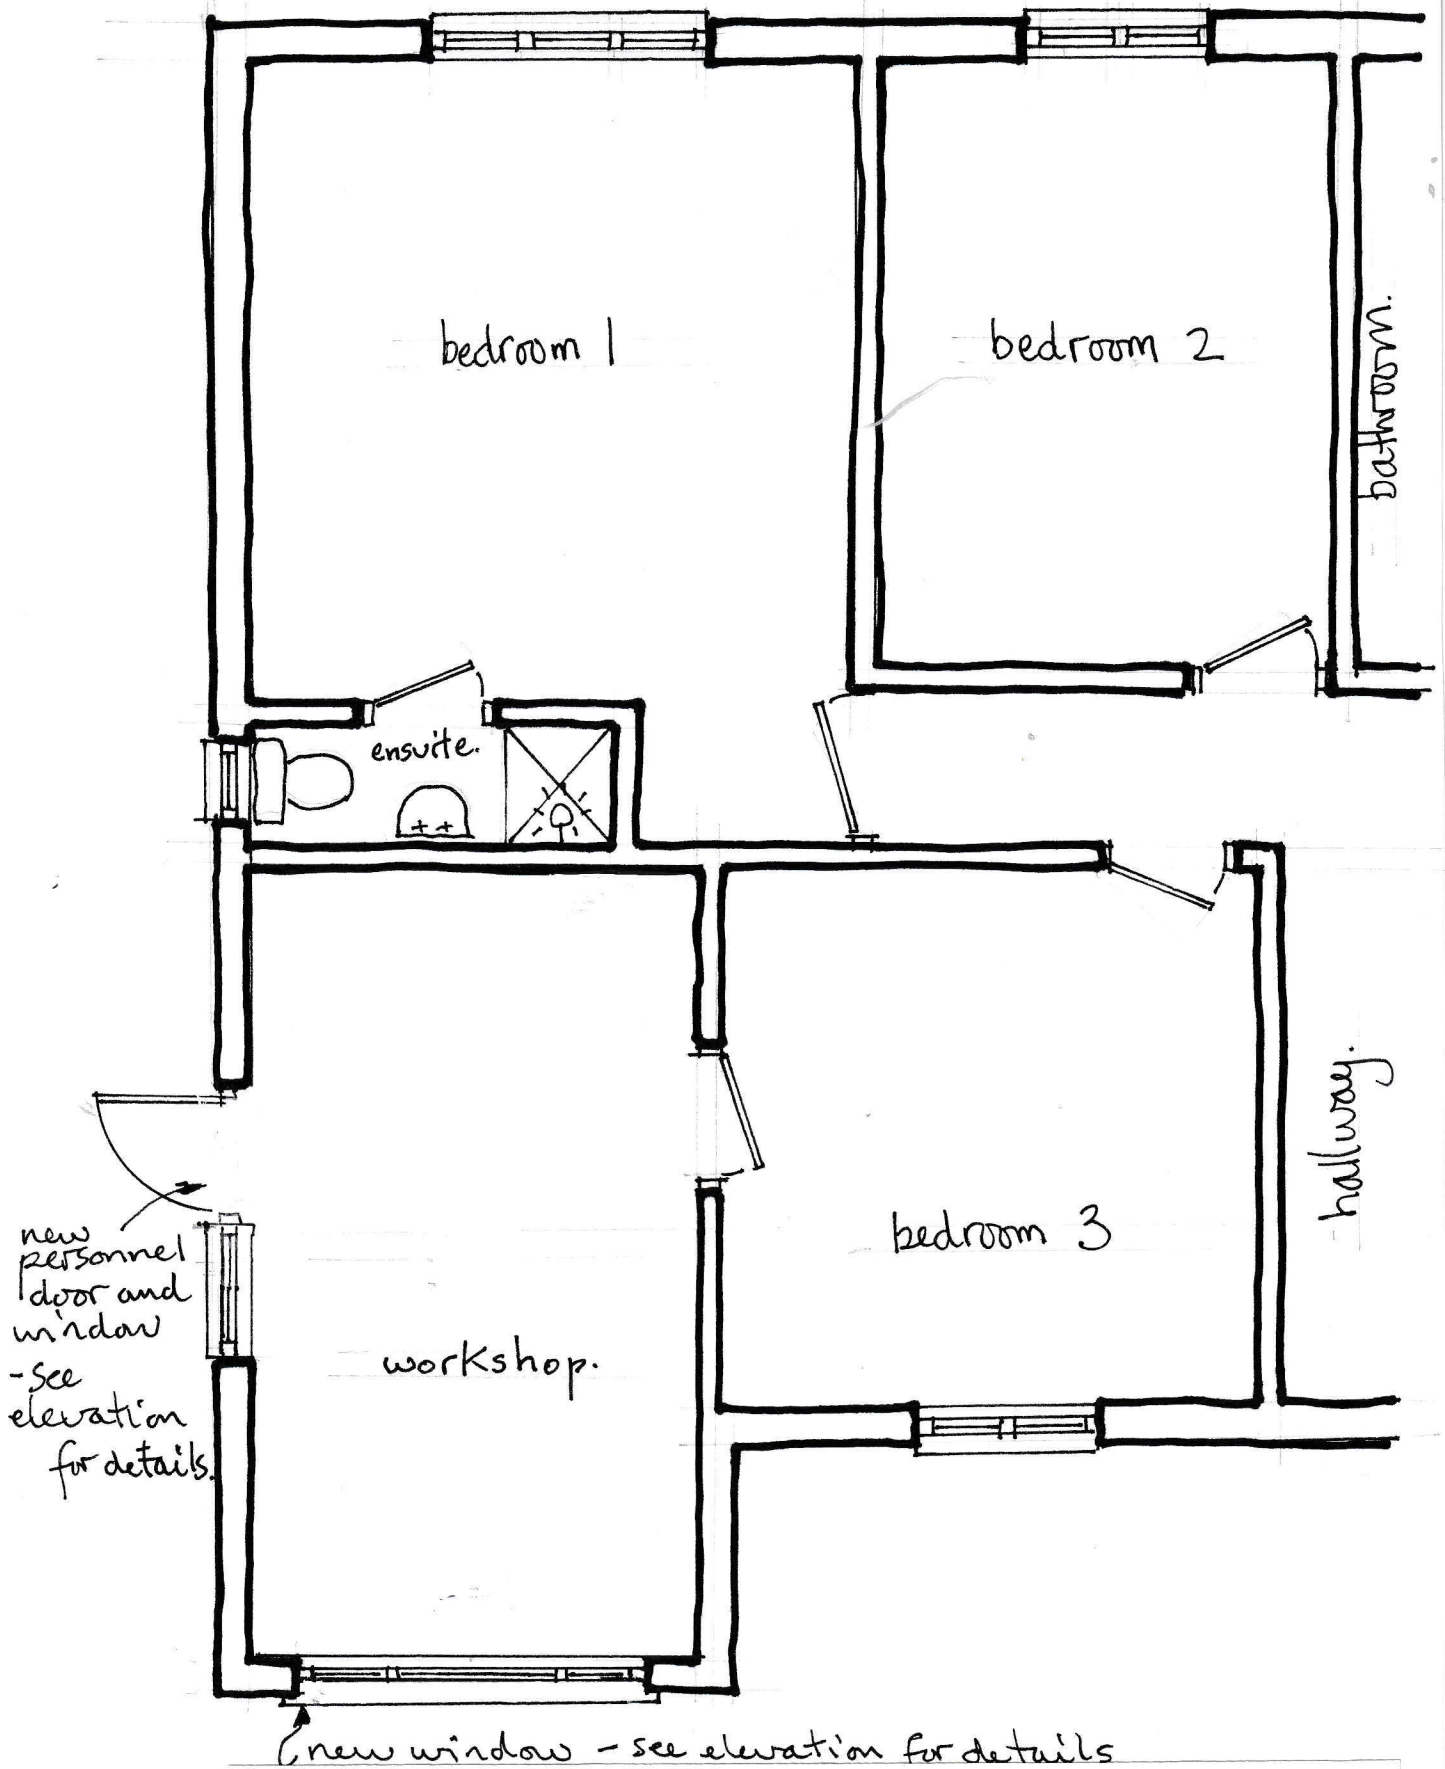 bedroom 1
bedroom 2
bathroom.
ensuite.
hallway.
bedroom 3
new
personnel
door and
window
- see
elevation
for details.
workshop.
new window - see elevation for details